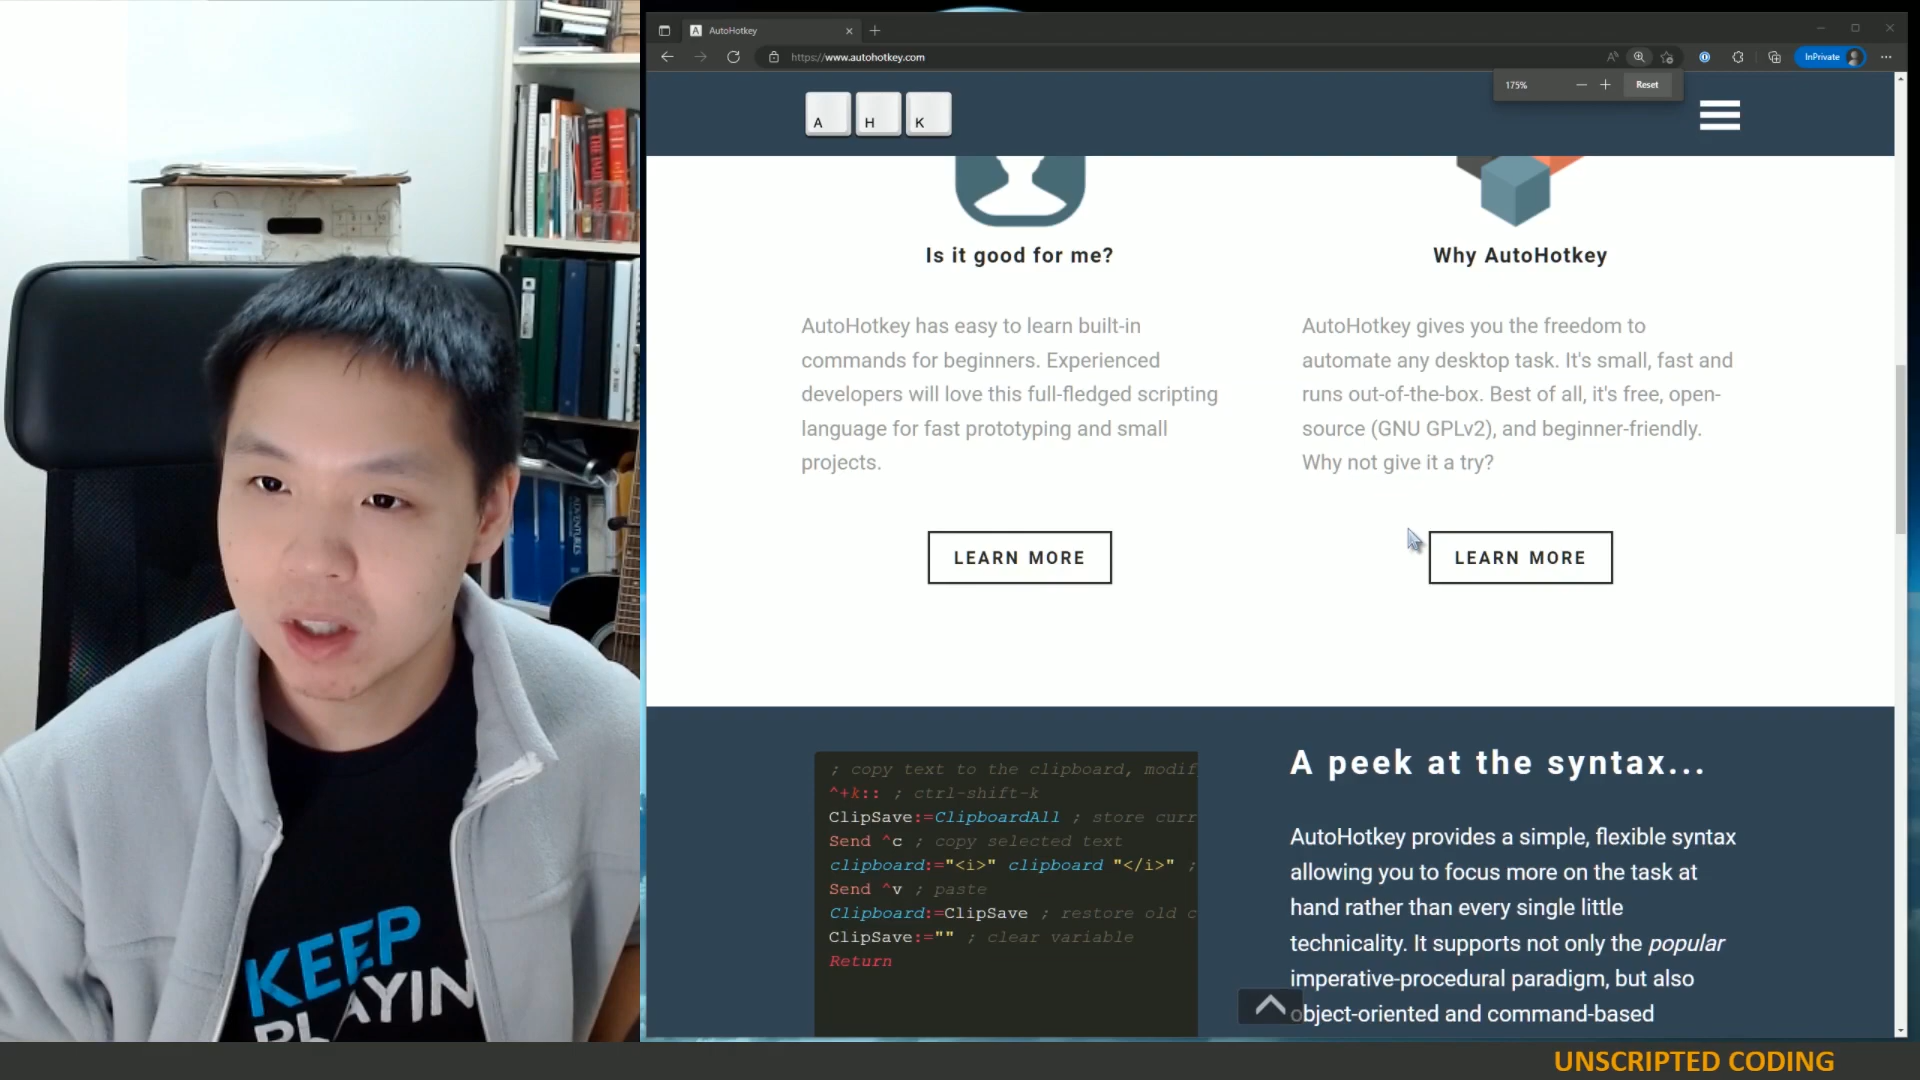 AutoHotkey
https://www.autohotkey.com
InPrivate
175%
Reset
A H K
Is it good for me?
AutoHotkey has easy to learn built-in
commands for beginners. Experienced
developers will love this full-fledged scripting
language for fast prototyping and small
projects.
LEARN MORE
Why AutoHotkey
AutoHotkey gives you the freedom to
automate any desktop task. It's small, fast and
runs out-of-the-box. Best of all, it's free, open-
source (GNU GPLv2), and beginner-friendly.
Why not give it a try?
LEARN MORE
; copy text to the clipboard, modif
^+k:: ; ctrl-shift-k
ClipSave:=ClipboardAll ; store curr
Send ^c ; copy selected text
clipboard:="<i>" clipboard "</i>" ;
Send ^v ; paste
Clipboard:=ClipSave ; restore old c
ClipSave:="" ; clear variable
Return
A peek at the syntax...
AutoHotkey provides a simple, flexible syntax
allowing you to focus more on the task at
hand rather than every single little
technicality. It supports not only the popular
imperative-procedural paradigm, but also
object-oriented and command-based
KEEP
PLAYIN
ADVENTURES
UNSCRIPTED CODING